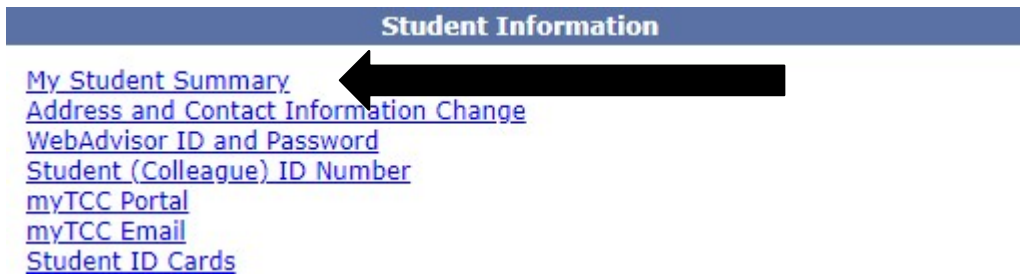 Student Information
My Student Summary
Address and Contact Information Change
WebAdvisor ID and Password
Student (Colleague) ID Number
myTCC Portal
myTCC Email
Student ID Cards